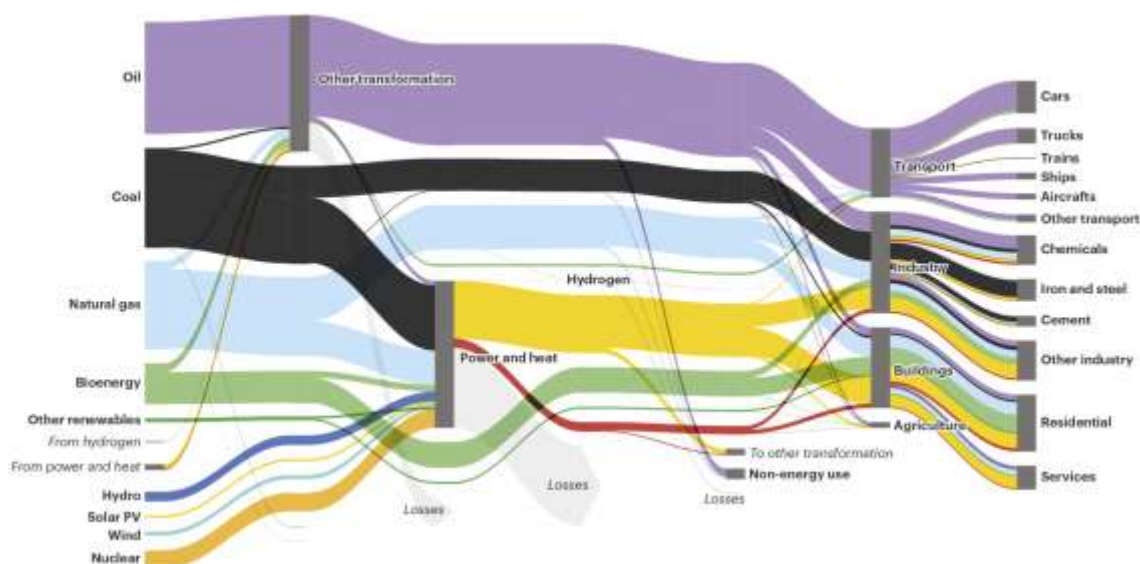 Oil
Other transformation
Coal
Natural gas
Bioenergy
Other renewables
From hydrogen
From power and heat
Hydro
Solar PV
Wind
Nuclear
Hydrogen
Power and heat
Losses
Losses
Losses
To other transformation
Non-energy use
Transport
Industry
Buildings
Agriculture
Cars
Trucks
Trains
Ships
Aircrafts
Other transport
Chemicals
Iron and steel
Cement
Other industry
Residential
Services